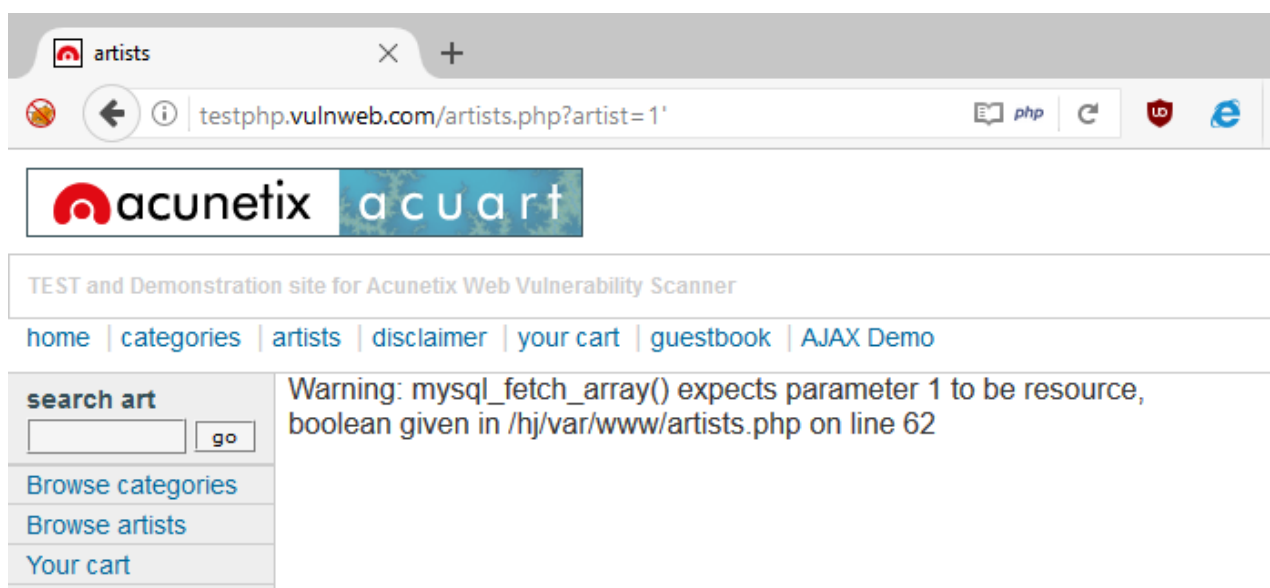 artists
testphp.vulnweb.com/artists.php?artist=1'
php
acunetix acuart
TEST and Demonstration site for Acunetix Web Vulnerability Scanner
home | categories | artists | disclaimer | your cart | guestbook | AJAX Demo
search art
go
Warning: mysql_fetch_array() expects parameter 1 to be resource,
boolean given in /hj/var/www/artists.php on line 62
Browse categories
Browse artists
Your cart